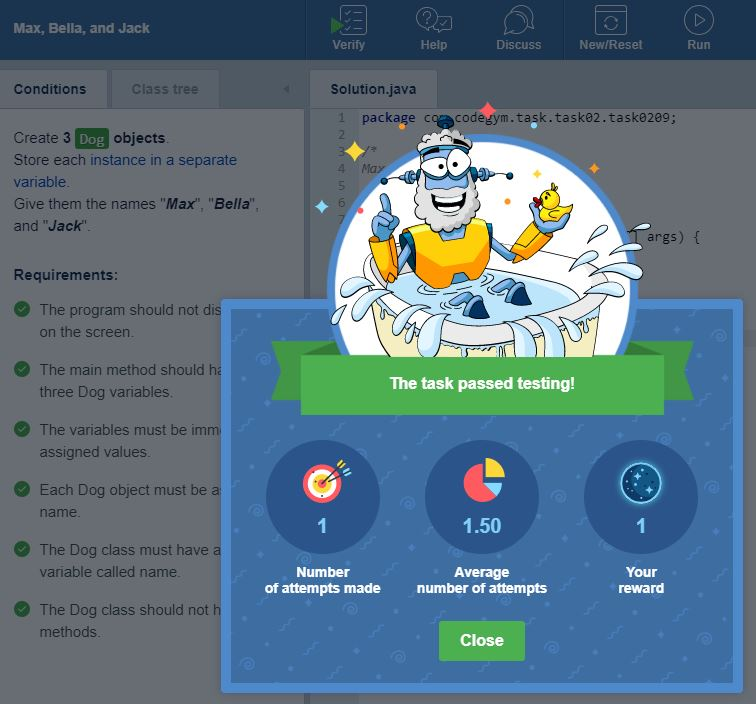 Max, Bella, and Jack
Verify
Help
Discuss
New/Reset
Run
Conditions
Class tree
Solution.java
Create 3 Dog objects.
Store each instance in a separate
variable.
Give them the names "Max", "Bella",
and "Jack".
Requirements:
The program should not dis
on the screen.
The main method should ha
three Dog variables.
The variables must be imme
assigned values.
Each Dog object must be as
name.
The Dog class must have a
variable called name.
The Dog class should not h
methods.
1 package co codegym.task.task02.task0209;
2
3 /*
4 Max
5
6
7
args) {
The task passed testing!
1
Number
of attempts made
1.50
Average
number of attempts
1
Your
reward
Close